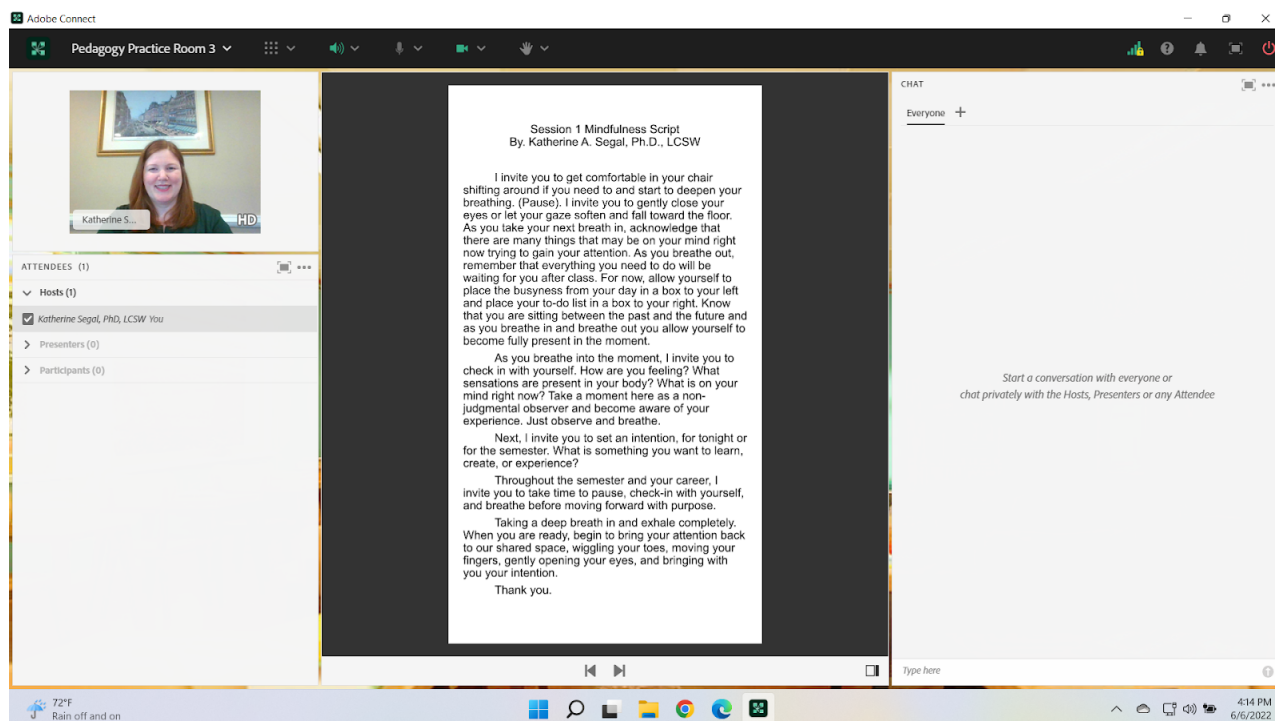 Adobe Connect
Pedagogy Practice Room 3
Katherine S...
HD
ATTENDEES (1)
Hosts (1)
Katherine Segal, PhD, LCSW You
Presenters (0)
Participants (0)
Session 1 Mindfulness Script
By. Katherine A. Segal, Ph.D., LCSW
I invite you to get comfortable in your chair
shifting around if you need to and start to deepen your
breathing. (Pause). I invite you to gently close your
eyes or let your gaze soften and fall toward the floor.
As you take your next breath in, acknowledge that
there are many things that may be on your mind right
now trying to gain your attention. As you breathe out,
remember that everything you need to do will be
waiting for you after class. For now, allow yourself to
place the busyness from your day in a box to your left
and place your to-do list in a box to your right. Know
that you are sitting between the past and the future and
as you breathe in and breathe out you allow yourself to
become fully present in the moment.
As you breathe into the moment, I invite you to
check in with yourself. How are you feeling? What
sensations are present in your body? What is on your
mind right now? Take a moment here as a non-
judgmental observer and become aware of your
experience. Just observe and breathe.
Next, I invite you to set an intention, for tonight or
for the semester. What is something you want to learn,
create, or experience?
Throughout the semester and your career, I
invite you to take time to pause, check-in with yourself,
and breathe before moving forward with purpose.
Taking a deep breath in and exhale completely.
When you are ready, begin to bring your attention back
to our shared space, wiggling your toes, moving your
fingers, gently opening your eyes, and bringing with
you your intention.
Thank you.
CHAT
Everyone
Start a conversation with everyone or
chat privately with the Hosts, Presenters or any Attendee
Type here
72°F
Rain off and on
4:14 PM
6/6/2022